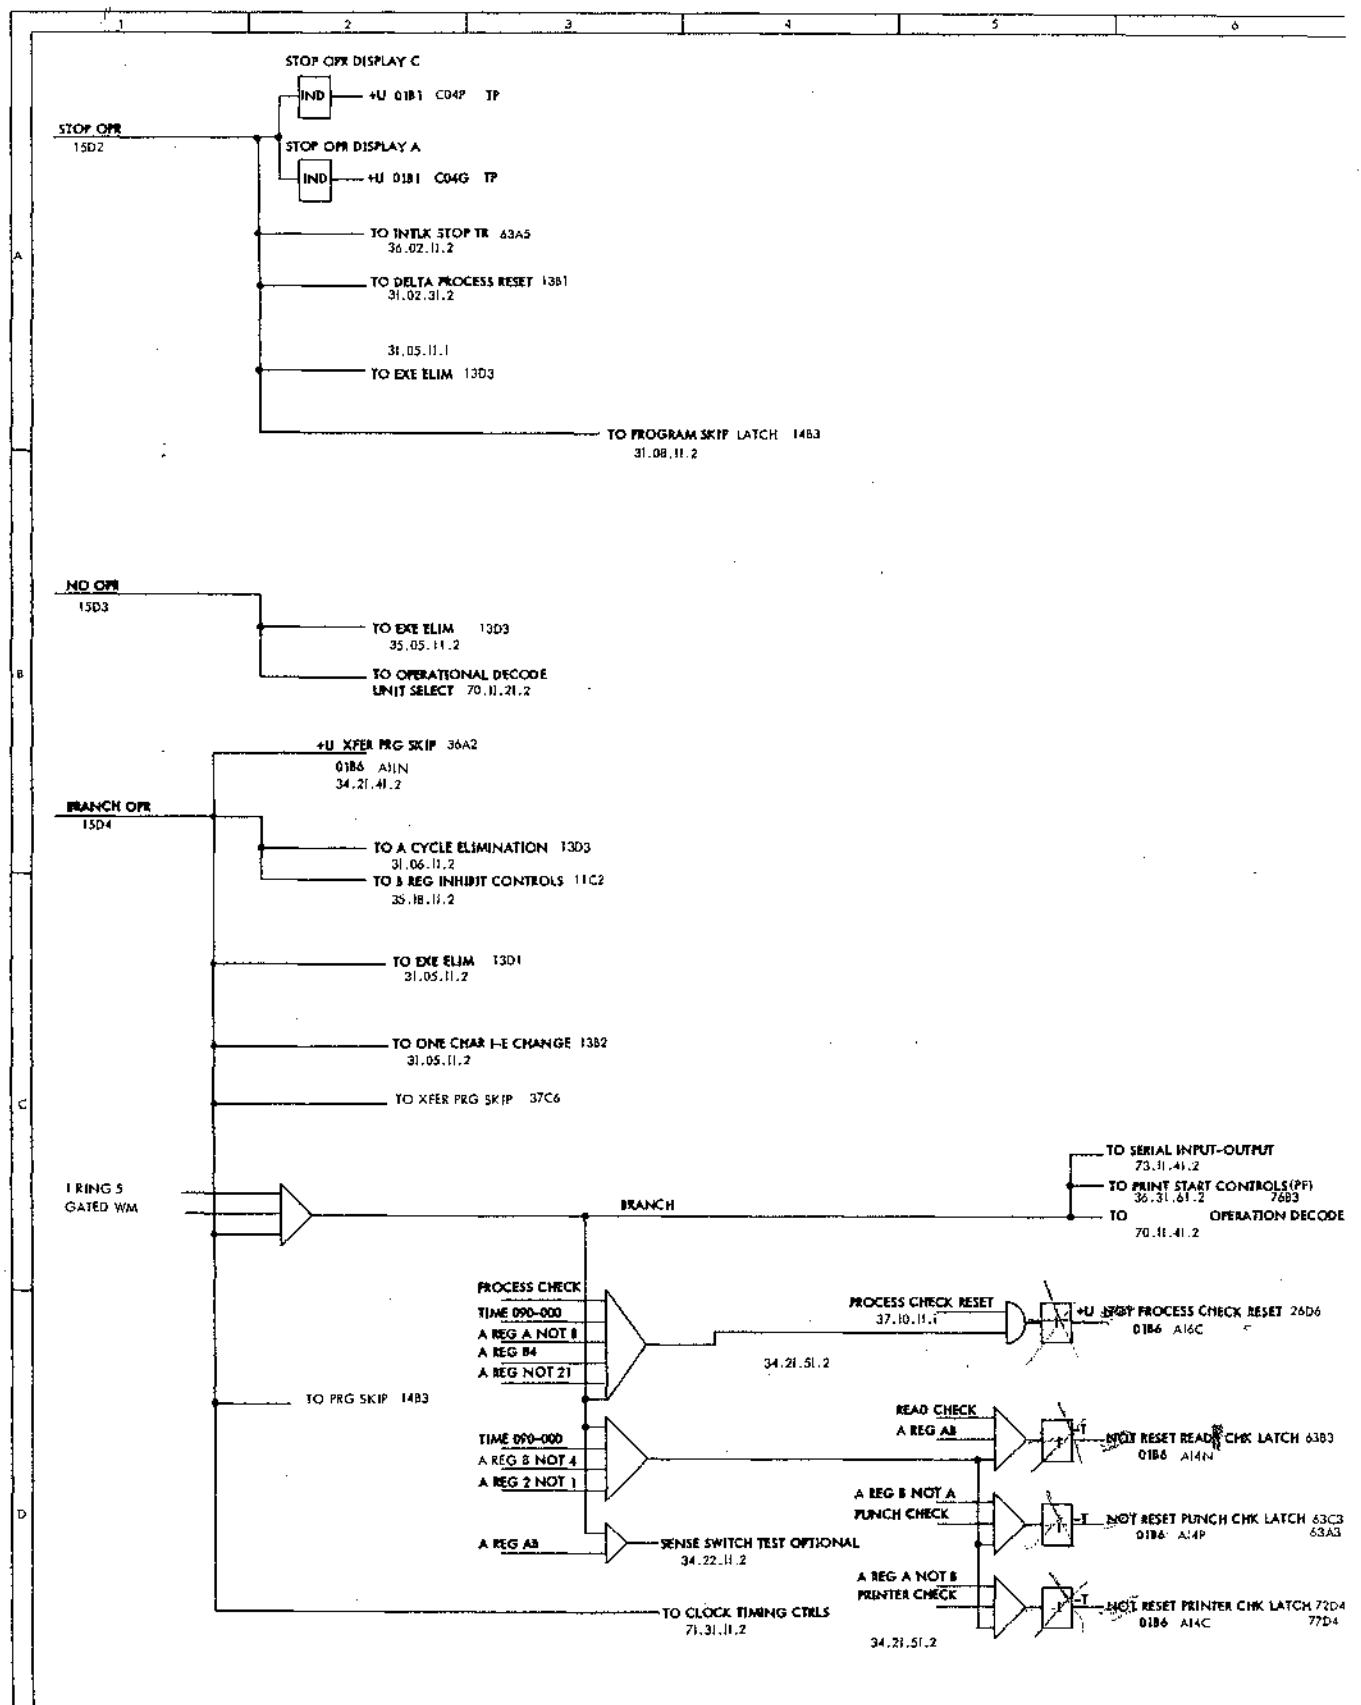 1 2 3 4 5 6
STOP OPR DISPLAY C
IND +U 01B1 C04P TP
STOP OPR
15D2
STOP OPR DISPLAY A
IND +U 01B1 C04G TP
A
TO INTLK STOP TR 63A5
36.02.11.2
TO DELTA PROCESS RESET 13B1
31.02.31.2
31.05.11.1
TO EXE ELIM 13D3
TO PROGRAM SKIP LATCH 14B3
31.08.11.2
NO OPR
15D3
TO EXE ELIM 13D3
35.05.11.2
B
TO OPERATIONAL DECODE
UNIT SELECT 70.11.21.2
+U XFER PRG SKIP 36A2
01B6 A11N
34.21.41.2
BRANCH OPR
15D4
TO A CYCLE ELIMINATION 13D3
31.06.11.2
TO B REG INHIBIT CONTROLS 11C2
35.18.11.2
TO EXE ELIM 13D1
31.05.11.2
TO ONE CHAR I-E CHANGE 13B2
31.05.11.2
C
TO XFER PRG SKIP 37C6
TO SERIAL INPUT-OUTPUT
73.11.41.2
I RING 5
GATED WM
TO PRINT START CONTROLS(PF)
36.31.61.2 76B3
BRANCH
TO OPERATION DECODE
70.11.41.2
PROCESS CHECK
TIME 090-000
A REG A NOT 8
A REG B4
A REG NOT 21
PROCESS CHECK RESET
37.10.11.1
+U NOT PROCESS CHECK RESET 26D6
01B6 A16C
34.21.51.2
TO PRG SKIP 14B3
READ CHECK
A REG AB
T -T NOT RESET READ CHK LATCH 63B3
01B6 A14N
TIME 090-000
A REG 8 NOT 4
A REG 2 NOT 1
D
A REG B NOT A
PUNCH CHECK
T -T NOT RESET PUNCH CHK LATCH 63C3
01B6 A14P 63A3
A REG AB
SENSE SWITCH TEST OPTIONAL
34.22.11.2
A REG A NOT B
PRINTER CHECK
T -T NOT RESET PRINTER CHK LATCH 72D4
01B6 A14C 77D4
TO CLOCK TIMING CTRLS
71.31.11.2
34.21.51.2